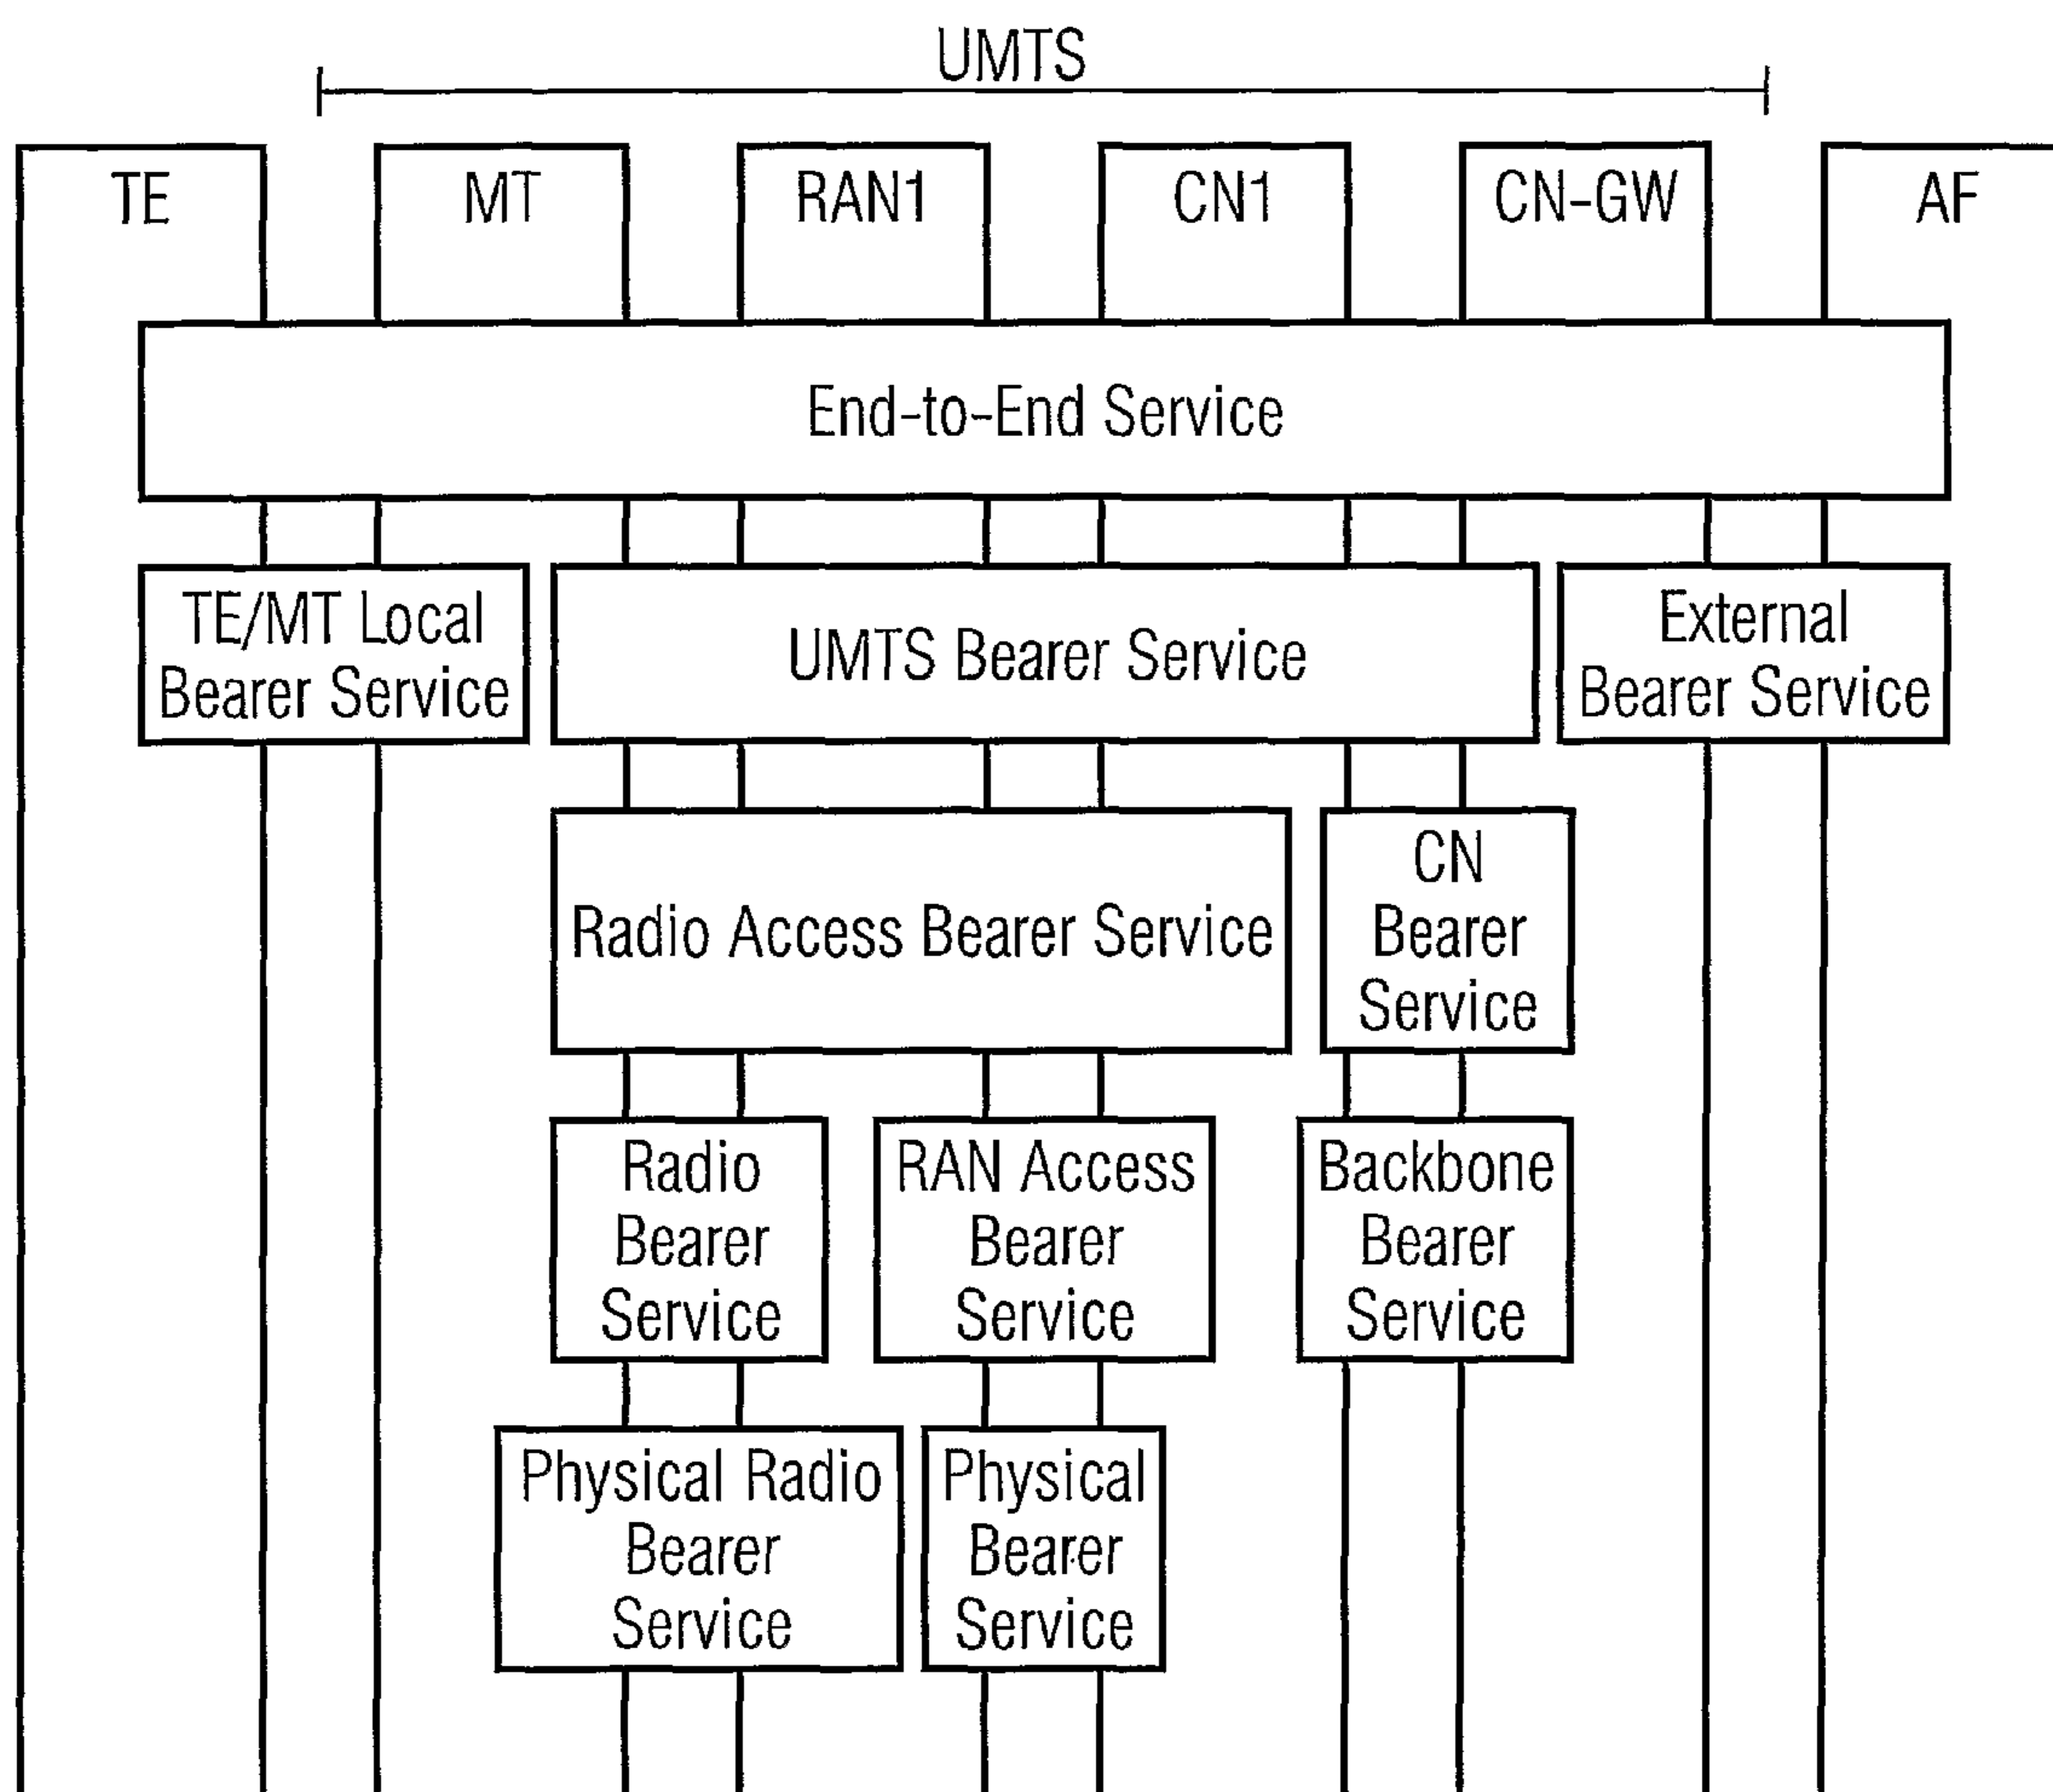 UMTS
TE
MT
RAN1
CN1
CN-GW
AF
End-to-End Service
TE/MT Local
Bearer Service
UMTS Bearer Service
External
Bearer Service
Radio Access Bearer Service
CN
Bearer
Service
Radio
Bearer
Service
RAN Access
Bearer
Service
Backbone
Bearer
Service
Physical Radio
Bearer
Service
Physical
Bearer
Service